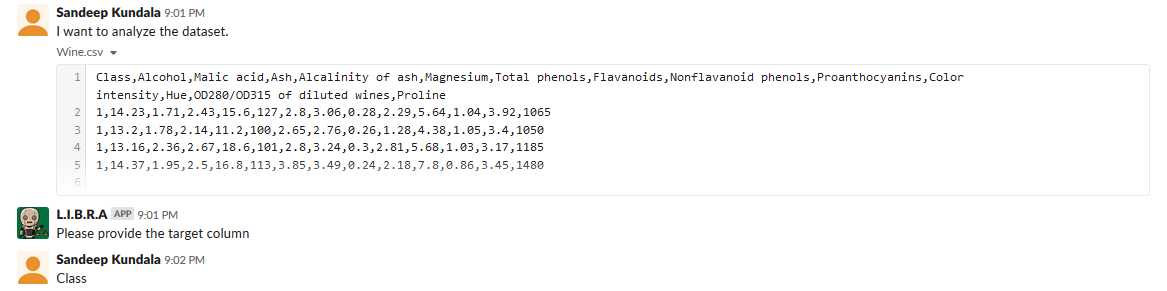 Sandeep Kundala 9:01 PM
I want to analyze the dataset.
Wine.csv
1 Class,Alcohol,Malic acid,Ash,Alcalinity of ash,Magnesium,Total phenols,Flavanoids,Nonflavanoid phenols,Proanthocyanins,Color
intensity,Hue,OD280/OD315 of diluted wines,Proline
2 1,14.23,1.71,2.43,15.6,127,2.8,3.06,0.28,2.29,5.64,1.04,3.92,1065
3 1,13.2,1.78,2.14,11.2,100,2.65,2.76,0.26,1.28,4.38,1.05,3.4,1050
4 1,13.16,2.36,2.67,18.6,101,2.8,3.24,0.3,2.81,5.68,1.03,3.17,1185
5 1,14.37,1.95,2.5,16.8,113,3.85,3.49,0.24,2.18,7.8,0.86,3.45,1480
6
L.I.B.R.A APP 9:01 PM
Please provide the target column
Sandeep Kundala 9:02 PM
Class